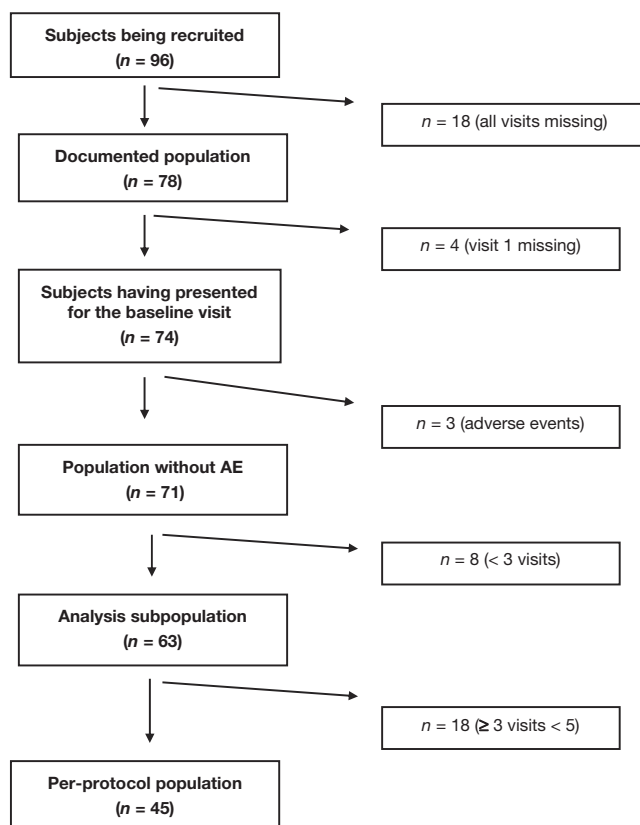 Subjects being recruited
(n = 96)
n = 18 (all visits missing)
Documented population
(n = 78)
n = 4 (visit 1 missing)
Subjects having presented
for the baseline visit
(n = 74)
n = 3 (adverse events)
Population without AE
(n = 71)
n = 8 (< 3 visits)
Analysis subpopulation
(n = 63)
n = 18 (≥ 3 visits < 5)
Per-protocol population
(n = 45)